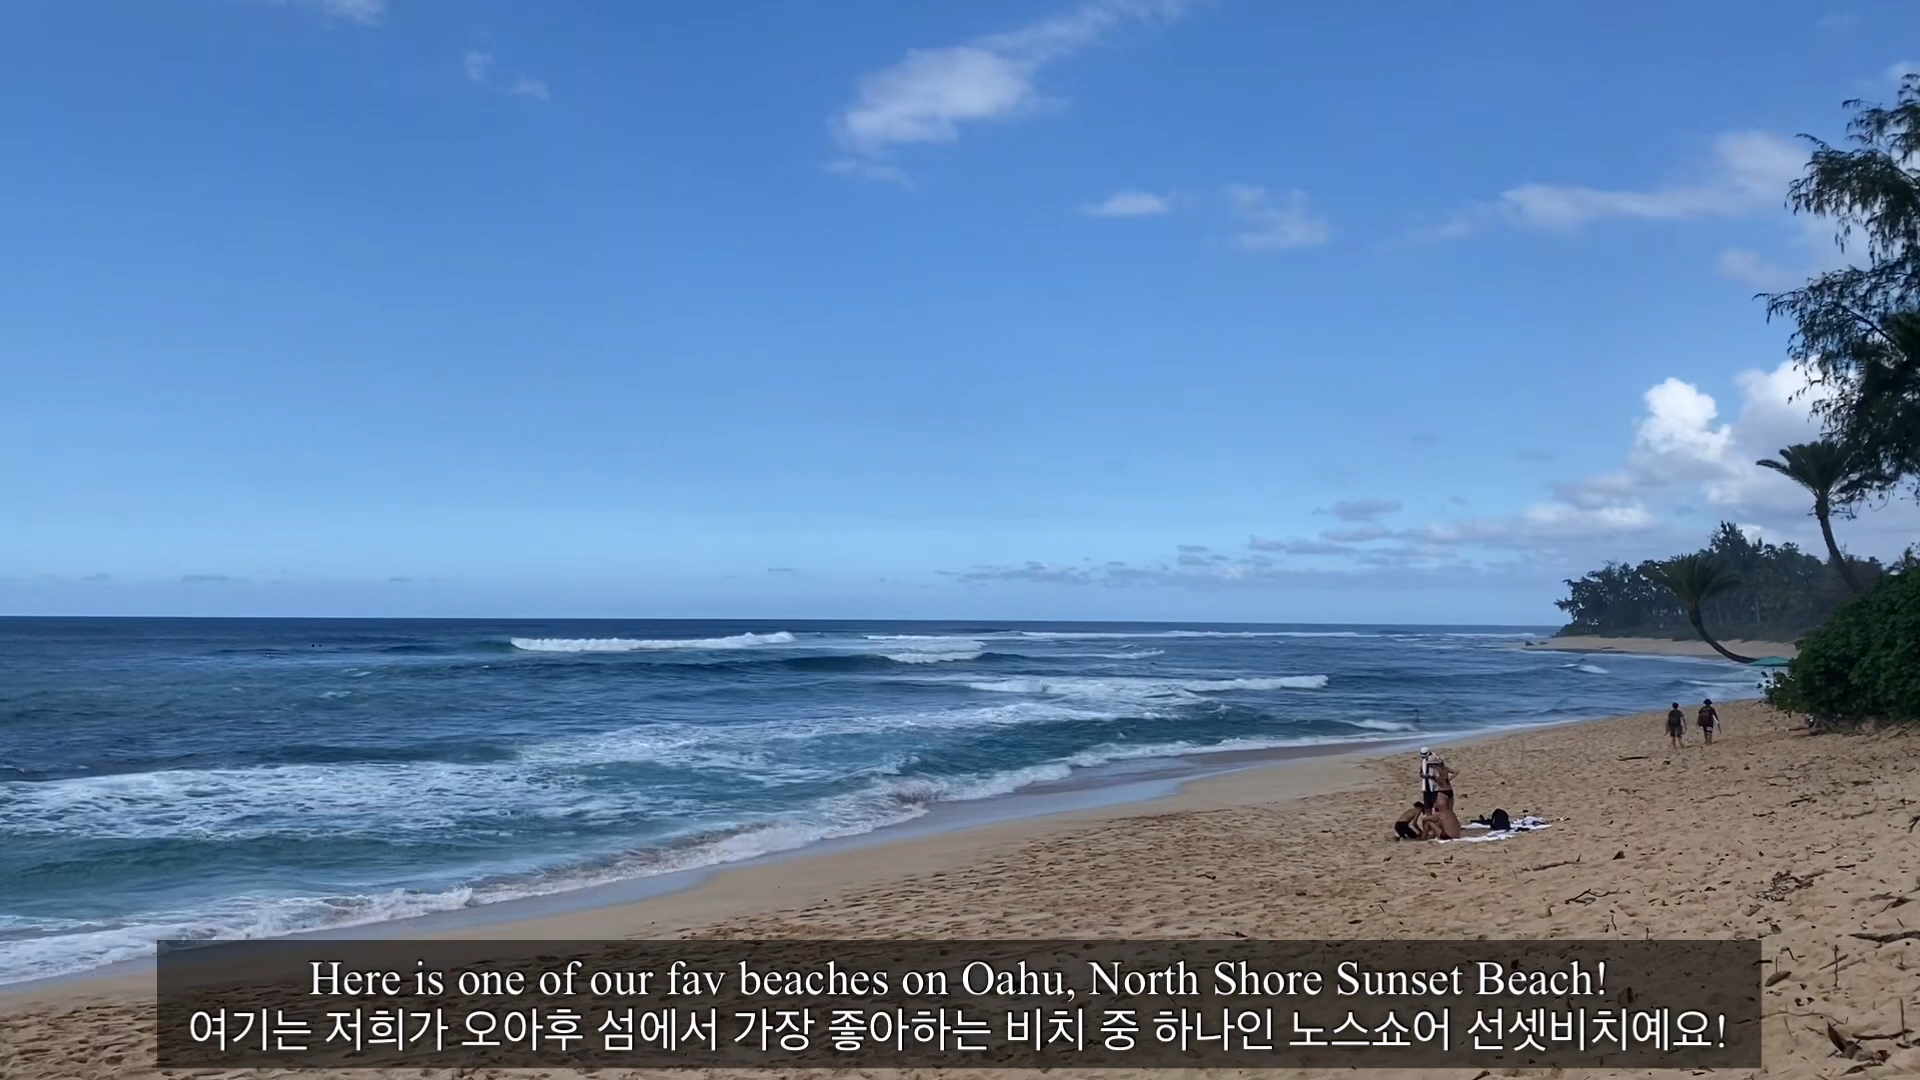 Here is one of our fav beaches on Oahu, North Shore Sunset Beach!
여기는 저희가 오아후 섬에서 가장 좋아하는 비치 중 하나인 노스쇼어 선셋비치예요!